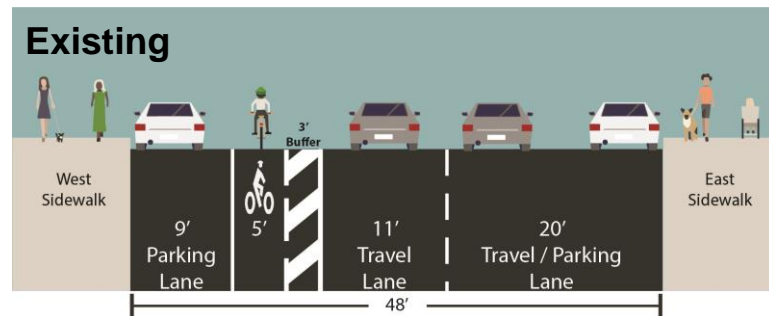 Existing
3'
Buffer
West
Sidewalk
9'
Parking
Lane
5'
11'
Travel
Lane
20'
Travel / Parking
Lane
East
Sidewalk
48'